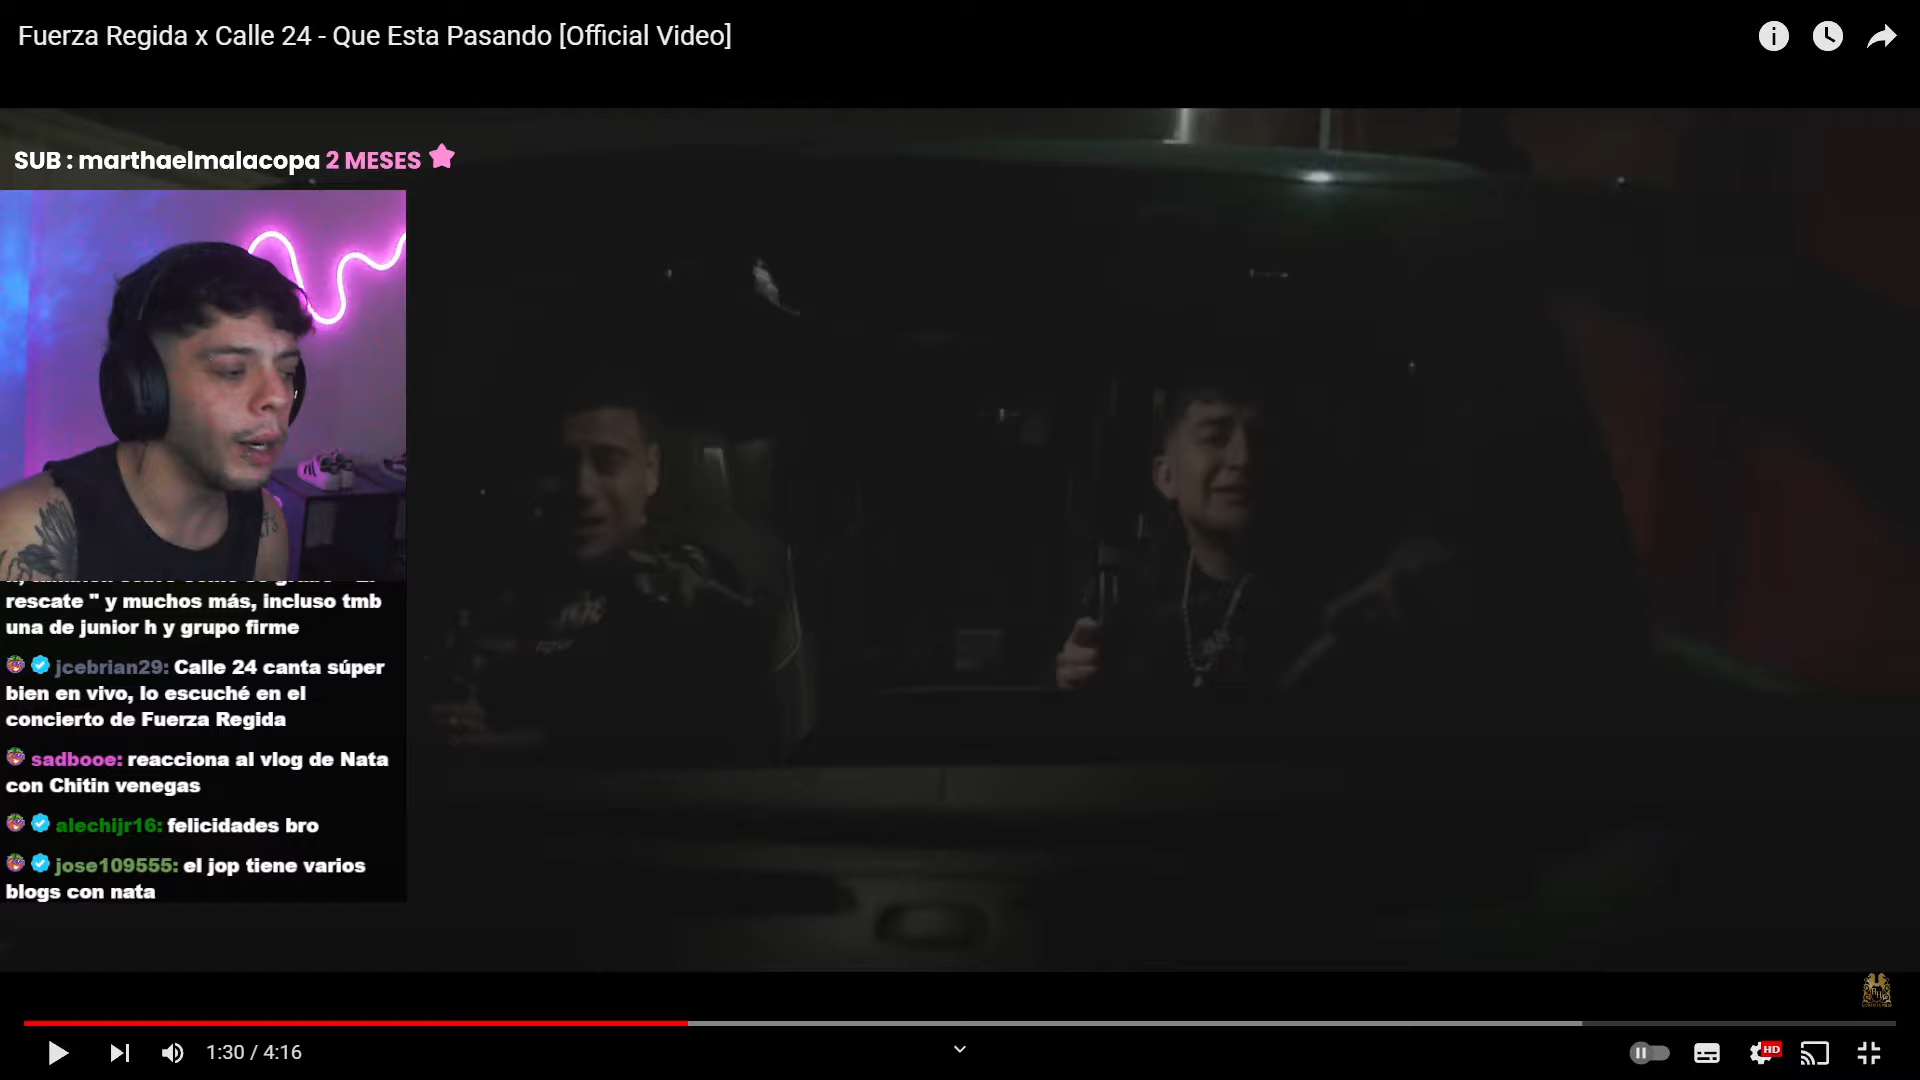 Fuerza Regida x Calle 24 - Que Esta Pasando [Official Video]
SUB : marthaelmalacopa 2 MESES
rescate " y muchos más, incluso tmb
una de junior h y grupo firme
jcebrian29: Calle 24 canta súper
bien en vivo, lo escuché en el
concierto de Fuerza Regida
sadbooe: reacciona al vlog de Nata
con Chitin venegas
alechijr16: felicidades bro
jose109555: el jop tiene varios
blogs con nata
1:30 / 4:16
HD